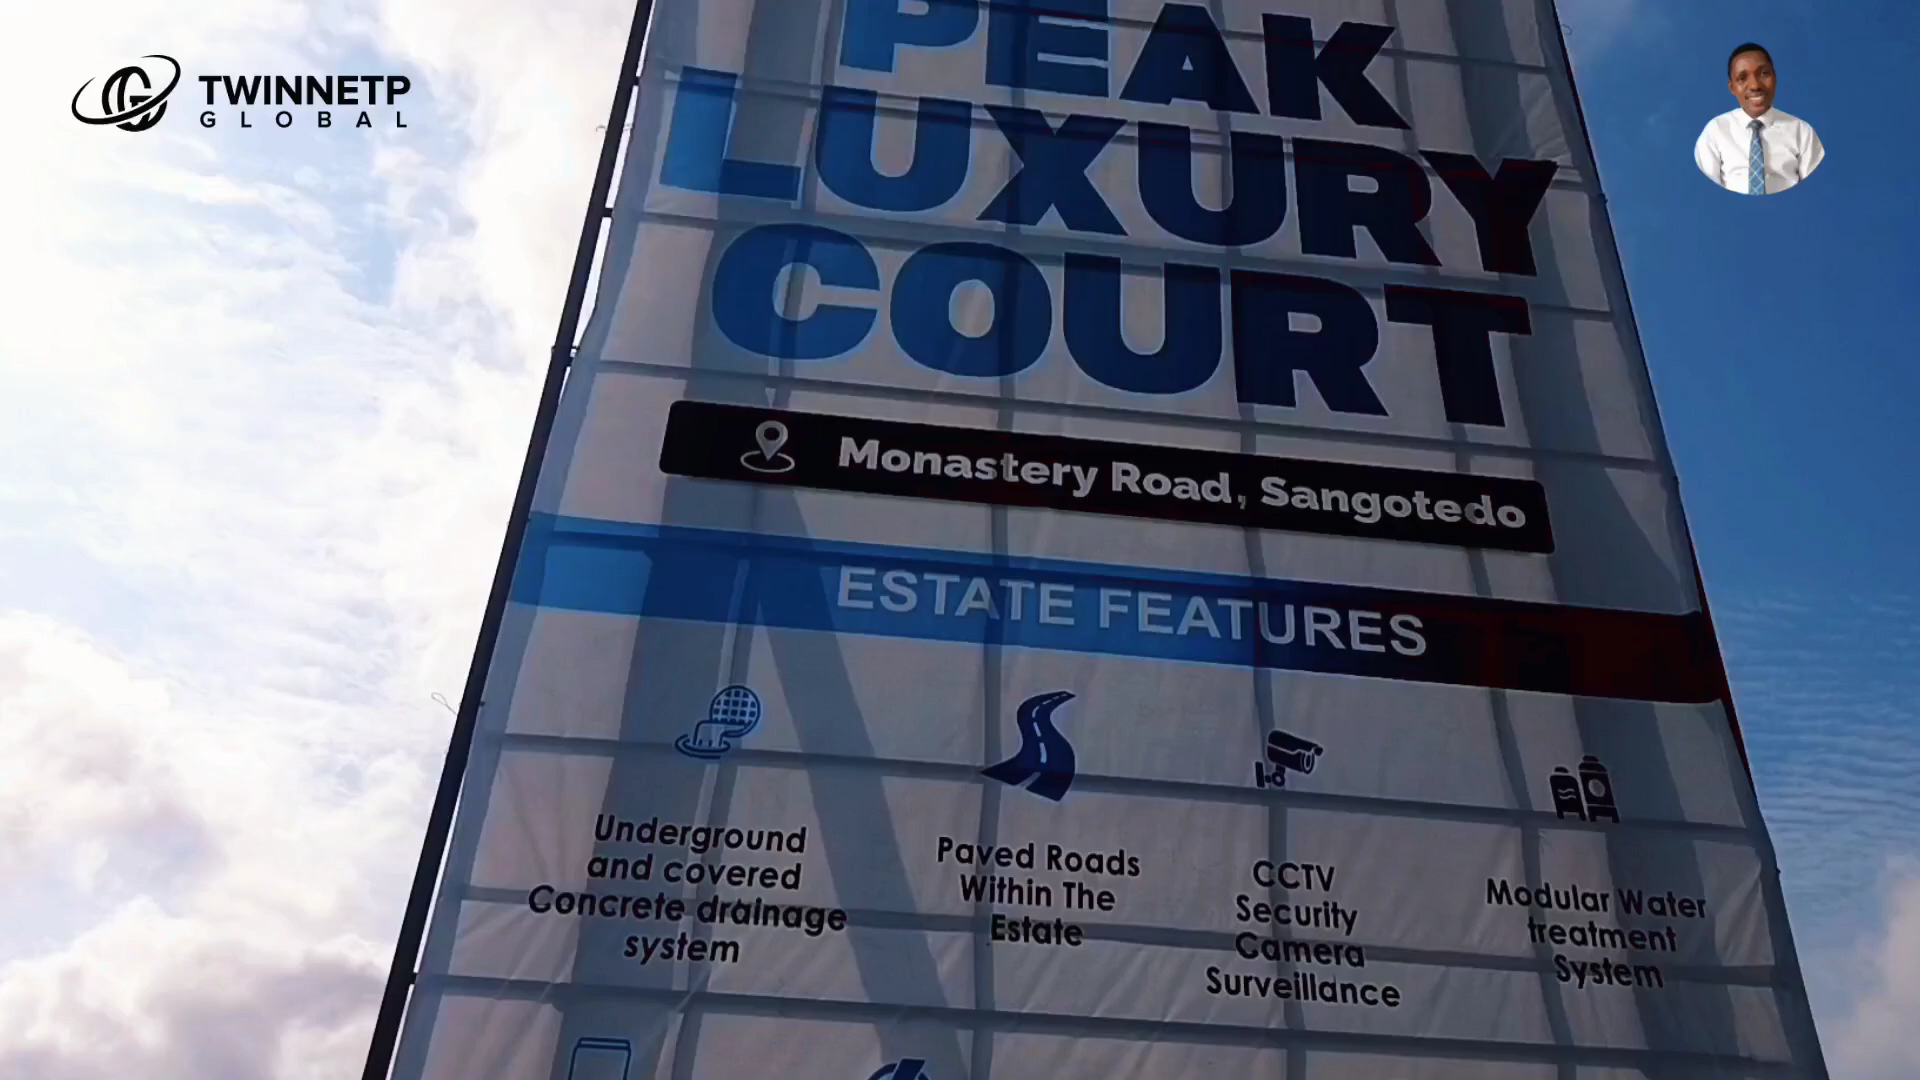 TWINNETP
GLOBAL
PEAK
LUXURY
COURT
Monastery Road, Sangotedo
ESTATE FEATURES
Underground
and covered
Concrete drainage
system
Paved Roads
Within The
Estate
CCTV
Security
Camera
Surveillance
Modular Water
treatment
System